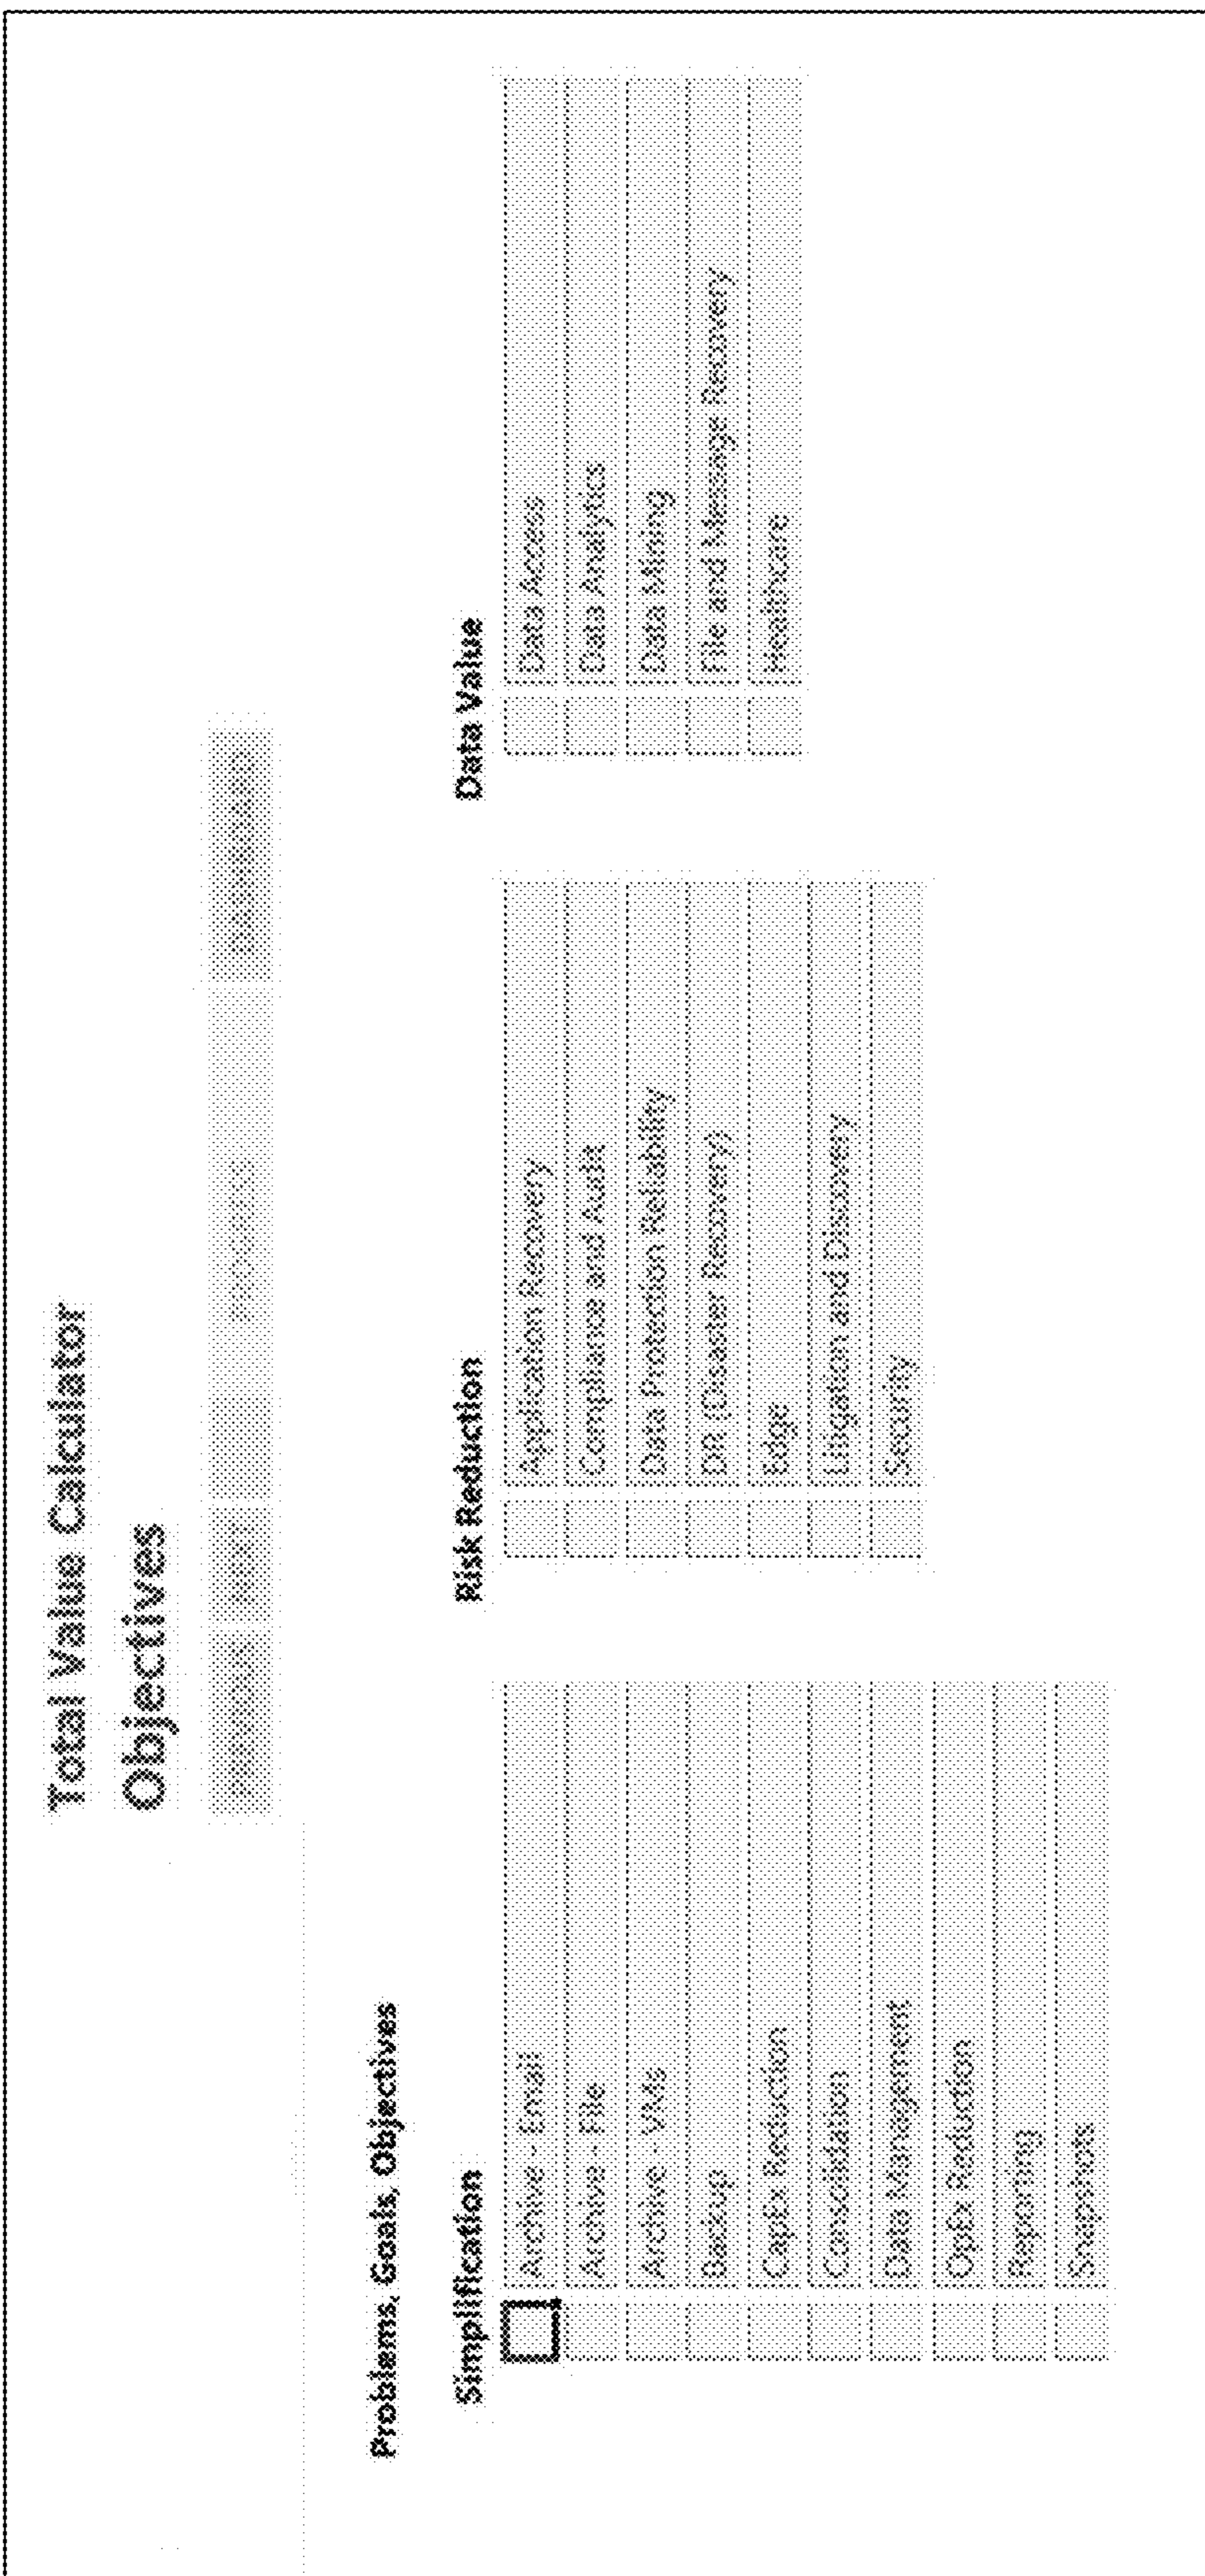 Total Value Calculator
Objectives
Problems, Goals, Objectives
Simplification
Archive - Email
Archive - File
Archive - VMs
Backup
CapEx Reduction
Consolidation
Data Management
OpEx Reduction
Reporting
Snapshots
Risk Reduction
Application Recovery
Compliance and Audit
Data Protection Reliability
DR (Disaster Recovery)
Edge
Litigation and Discovery
Security
Data Value
Data Access
Data Analytics
Data Mining
File and Message Recovery
Healthcare